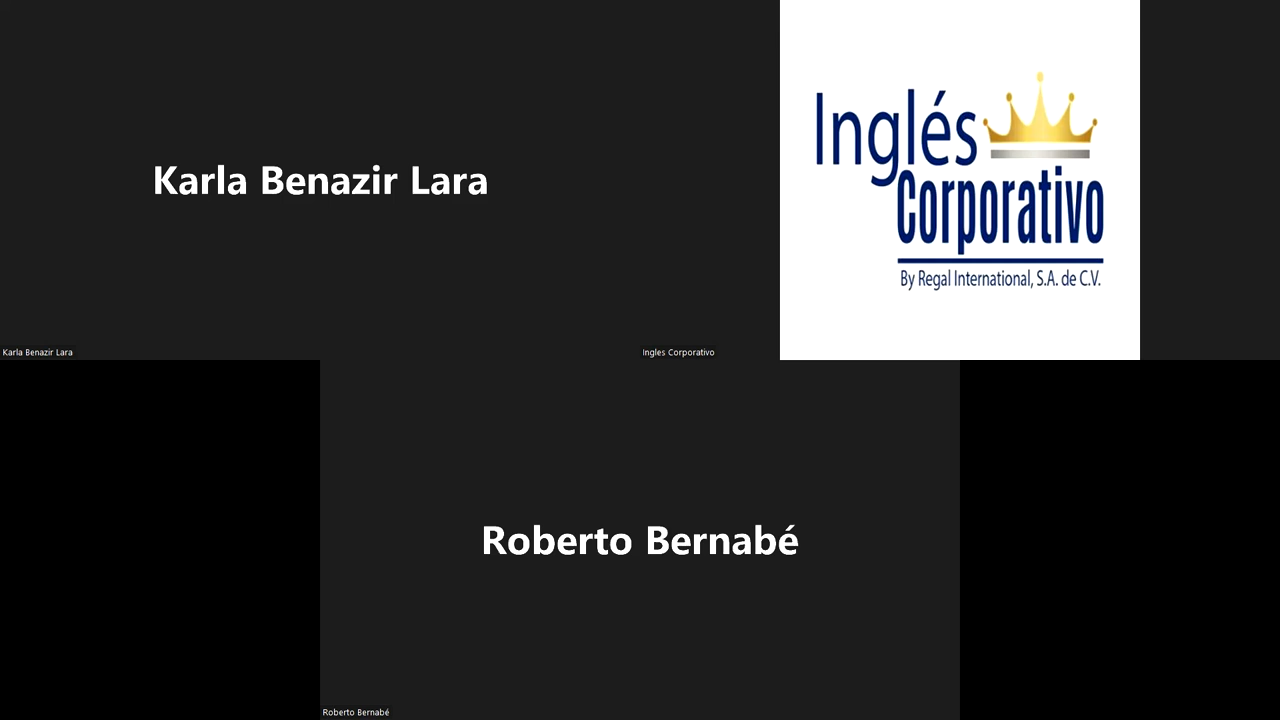 Karla Benazir Lara
Inglés
Corporativo
By Regal International, S.A. de C.V.
Karla Benazir Lara
Ingles Corporativo
Roberto Bernabé
Roberto Bernabé